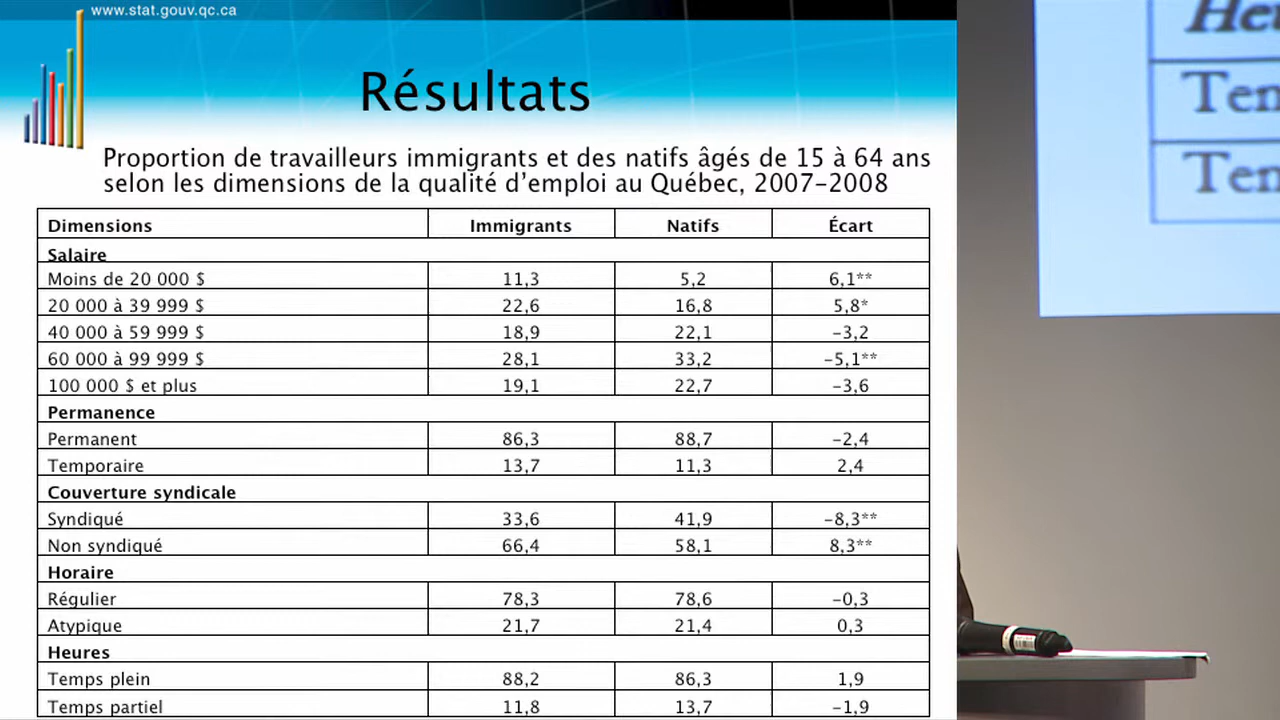 www.stat.gouv.qc.ca
Résultats
Proportion de travailleurs immigrants et des natifs âgés de 15 à 64 ans
selon les dimensions de la qualité d'emploi au Québec, 2007-2008
Dimensions Immigrants Natifs Écart
Salaire
Moins de 20 000 $ 11,3 5,2 6,1**
20 000 à 39 999 $ 22,6 16,8 5,8*
40 000 à 59 999 $ 18,9 22,1 -3,2
60 000 à 99 999 $ 28,1 33,2 -5,1**
100 000 $ et plus 19,1 22,7 -3,6
Permanence
Permanent 86,3 88,7 -2,4
Temporaire 13,7 11,3 2,4
Couverture syndicale
Syndiqué 33,6 41,9 -8,3**
Non syndiqué 66,4 58,1 8,3**
Horaire
Régulier 78,3 78,6 -0,3
Atypique 21,7 21,4 0,3
Heures
Temps plein 88,2 86,3 1,9
Temps partiel 11,8 13,7 -1,9